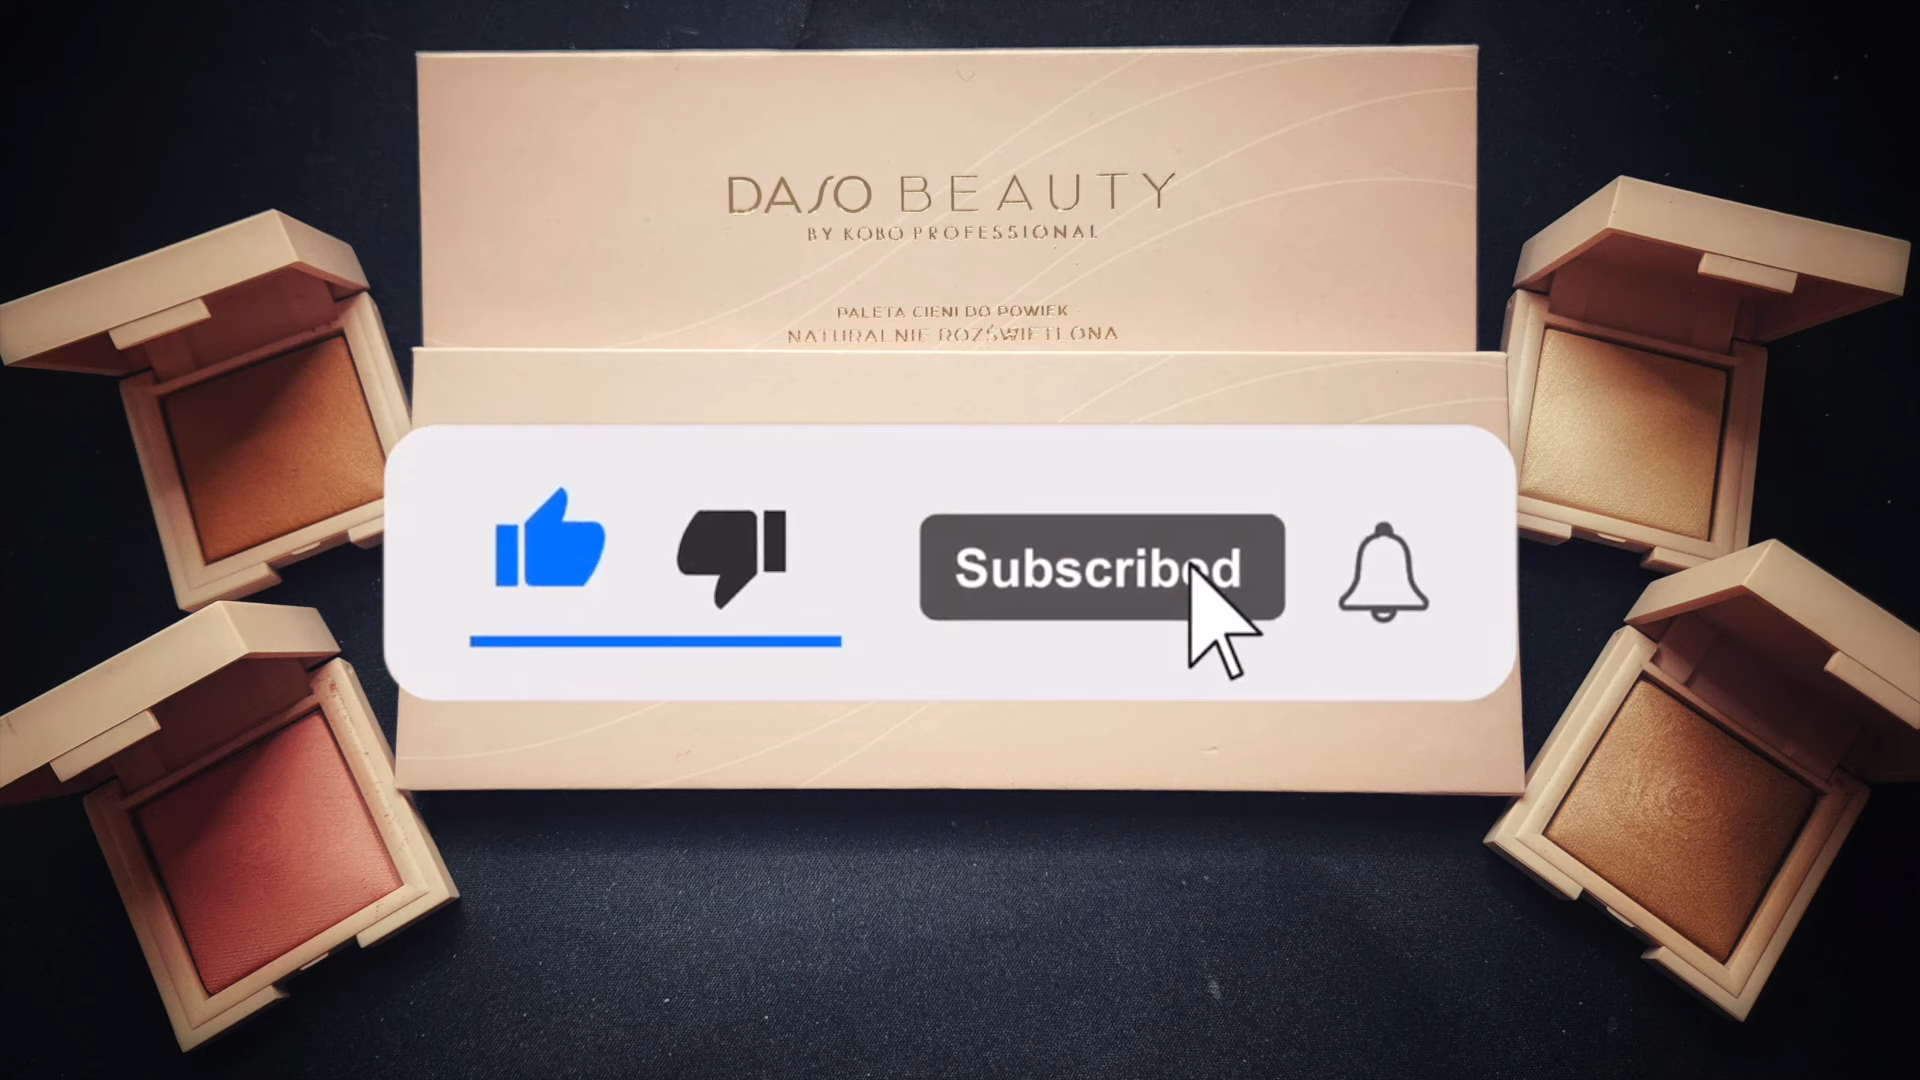 DASO BEAUTY
BY KOBO PROFESSIONAL
PALETA CIENI DO POWIEK
NATURALNIE ROZŚWIETLONA
Subscribed